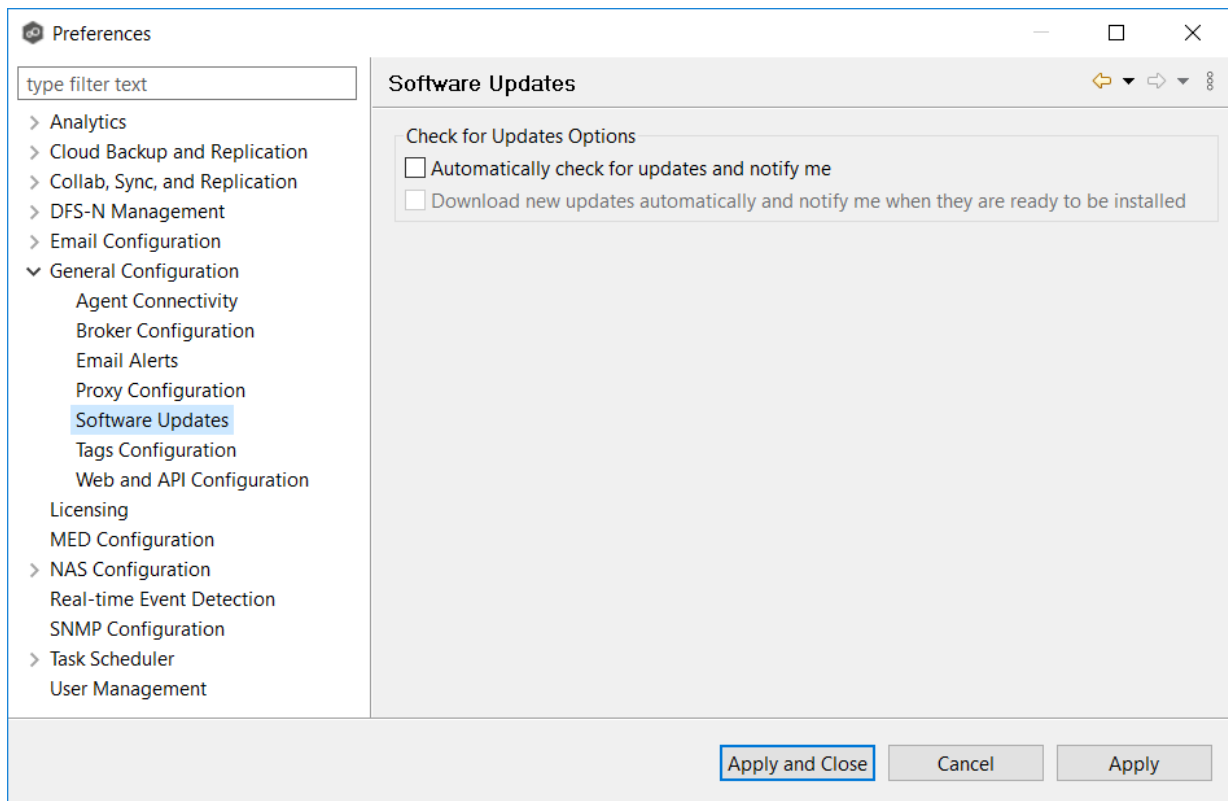 Preferences
type filter text
Analytics
Cloud Backup and Replication
Collab, Sync, and Replication
DFS-N Management
Email Configuration
General Configuration
Agent Connectivity
Broker Configuration
Email Alerts
Proxy Configuration
Software Updates
Tags Configuration
Web and API Configuration
Licensing
MED Configuration
NAS Configuration
Real-time Event Detection
SNMP Configuration
Task Scheduler
User Management
Software Updates
Check for Updates Options
Automatically check for updates and notify me
Download new updates automatically and notify me when they are ready to be installed
Apply and Close
Cancel
Apply